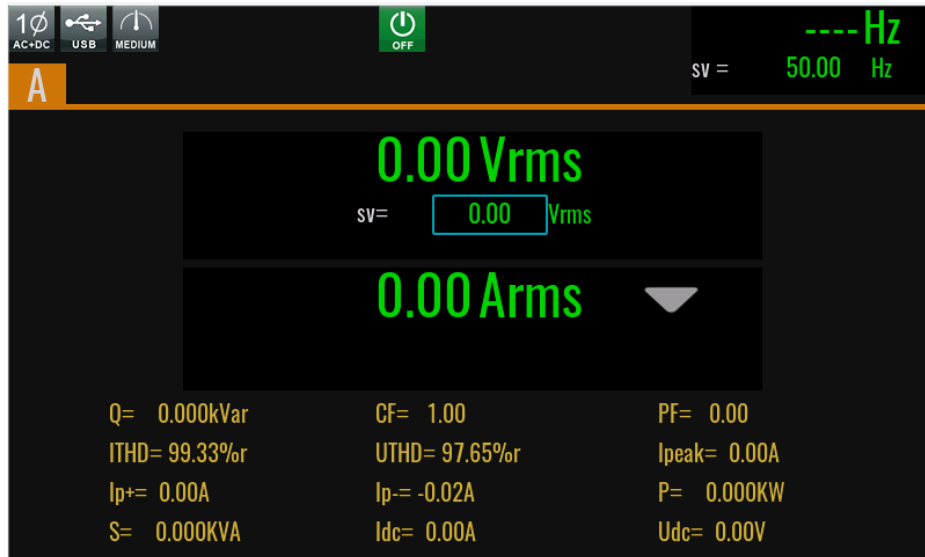 1Ø
AC+DC
USB
MEDIUM
OFF
---- Hz
sv = 50.00 Hz
A
0.00 Vrms
sv= 0.00 Vrms
0.00 Arms
Q= 0.000kVar CF= 1.00 PF= 0.00
ITHD= 99.33%r UTHD= 97.65%r Ipeak= 0.00A
Ip+= 0.00A Ip-= -0.02A P= 0.000KW
S= 0.000KVA Idc= 0.00A Udc= 0.00V